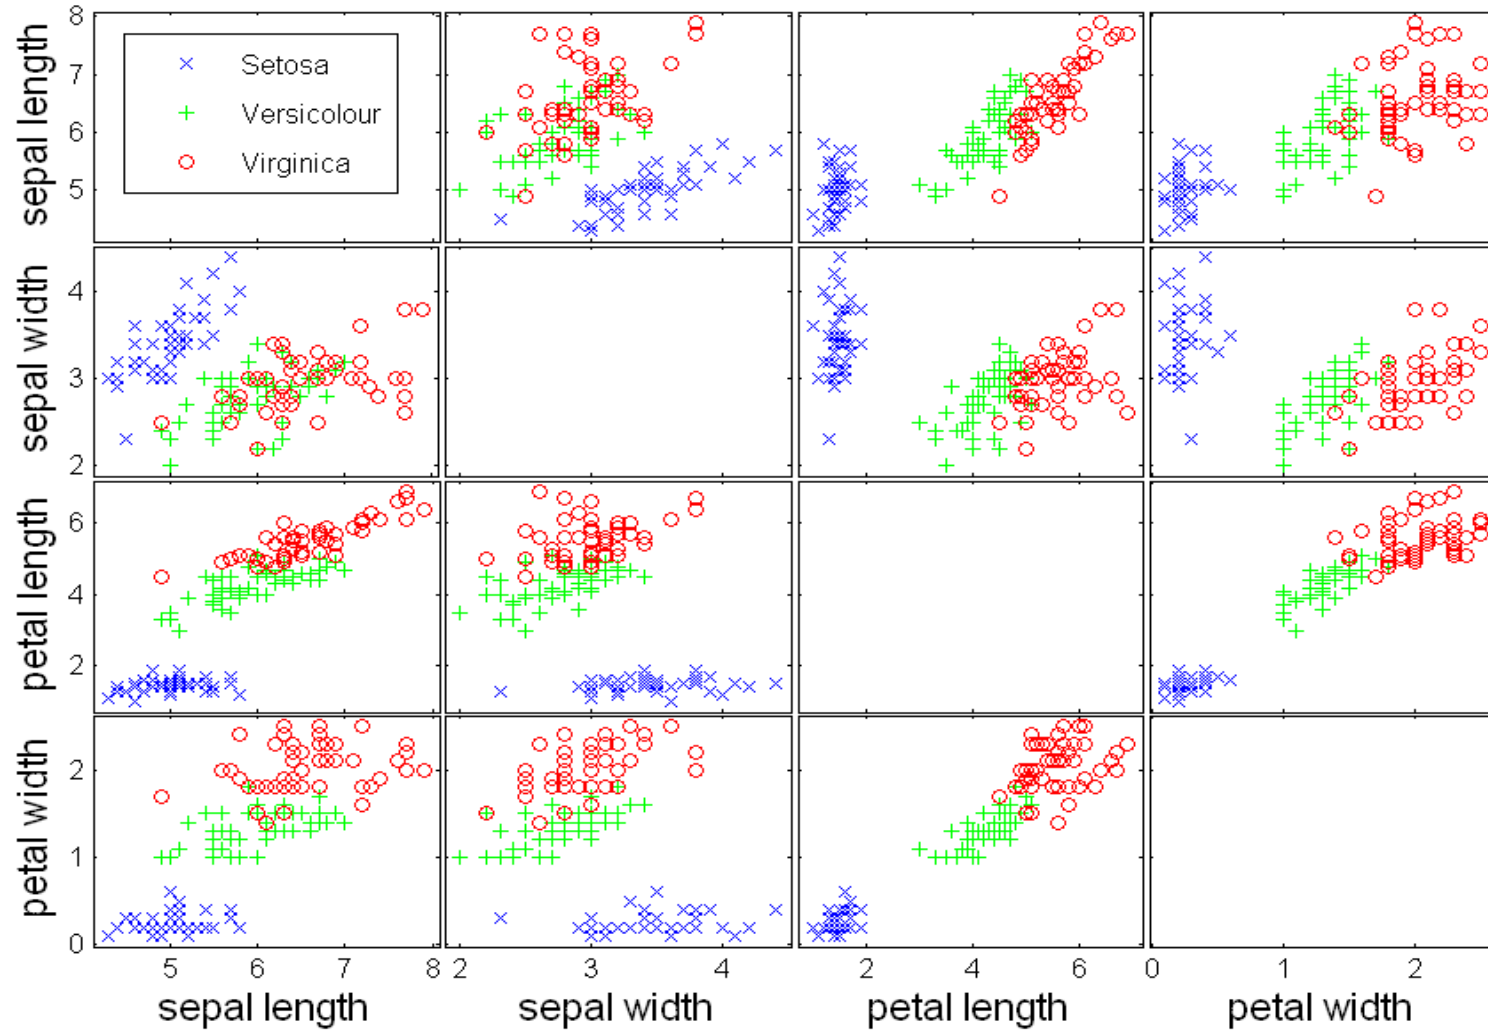 sepal length
8
7
6
5
Setosa
Versicolour
Virginica
sepal width
4
3
2
petal length
6
4
2
petal width
2
1
0
5 6 7 8 2 3 4 2 4 6 0 1 2
sepal length sepal width petal length petal width